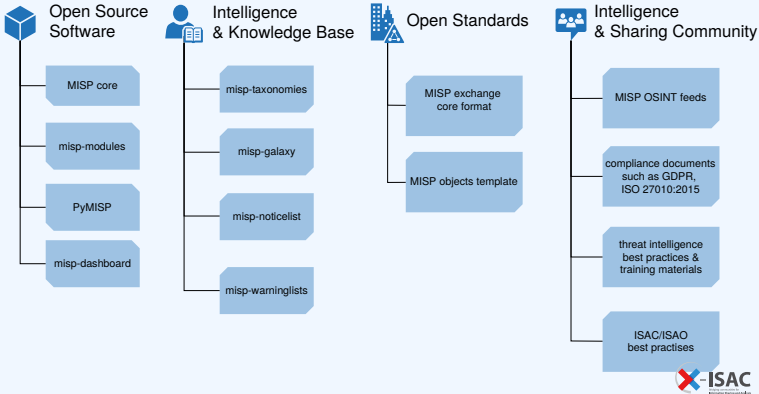 Open Source
Software
MISP core
misp-modules
PyMISP
misp-dashboard
Intelligence
& Knowledge Base
misp-taxonomies
misp-galaxy
misp-noticelist
misp-warninglists
Open Standards
MISP exchange
core format
MISP objects template
Intelligence
& Sharing Community
MISP OSINT feeds
compliance documents
such as GDPR,
ISO 27010:2015
threat intelligence
best practices &
training materials
ISAC/ISAO
best practises
X-ISAC